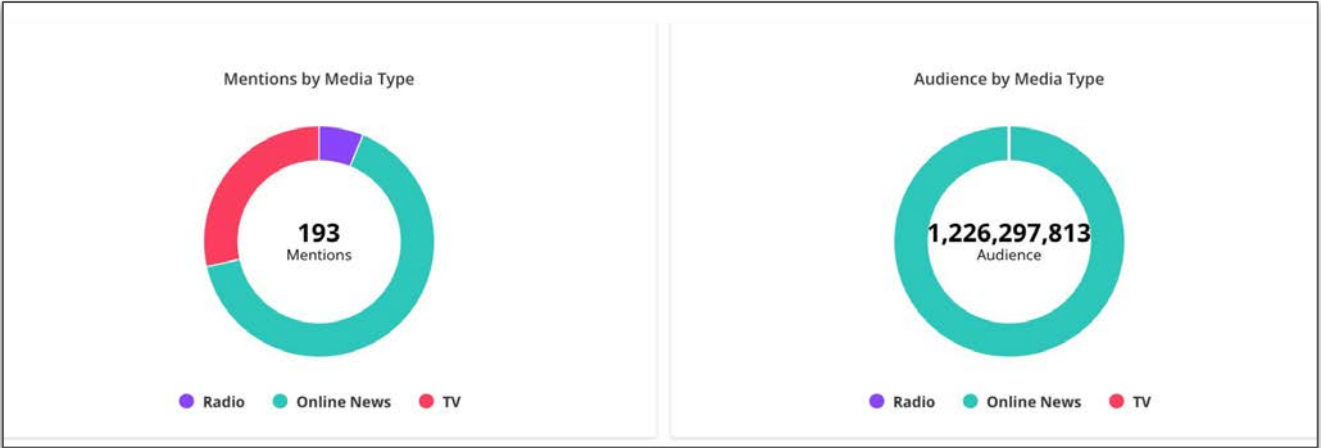 Mentions by Media Type
193
Mentions
Radio Online News TV
Audience by Media Type
1,226,297,813
Audience
Radio Online News TV